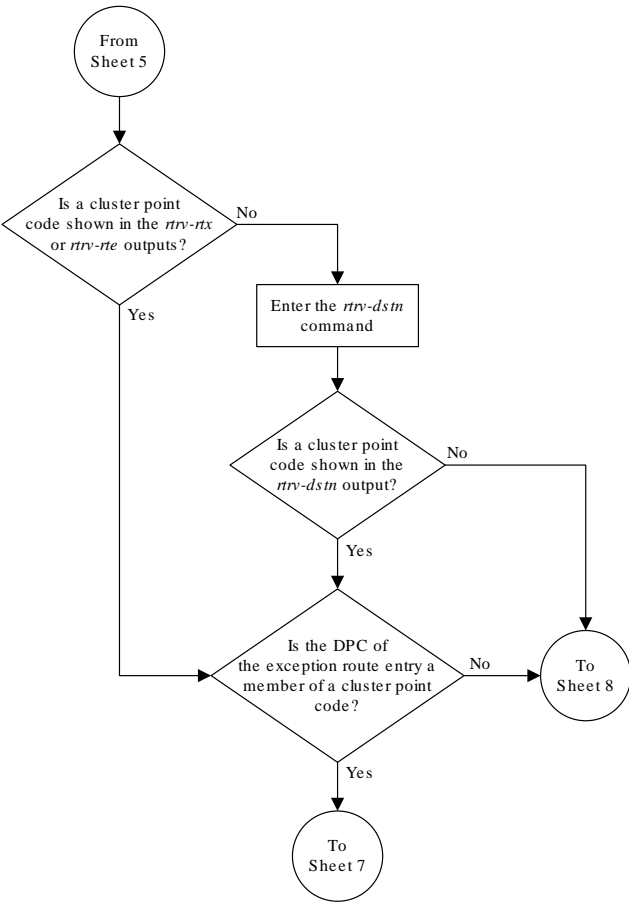 From
Sheet 5
Is a cluster point
code shown in the rtrv-rtx
or rtrv-rte outputs?
No
Yes
Enter the rtrv-dstn
command
Is a cluster point
code shown in the
rtrv-dstn output?
No
Yes
Is the DPC of
the exception route entry a
member of a cluster point
code?
No
To
Sheet 8
Yes
To
Sheet 7